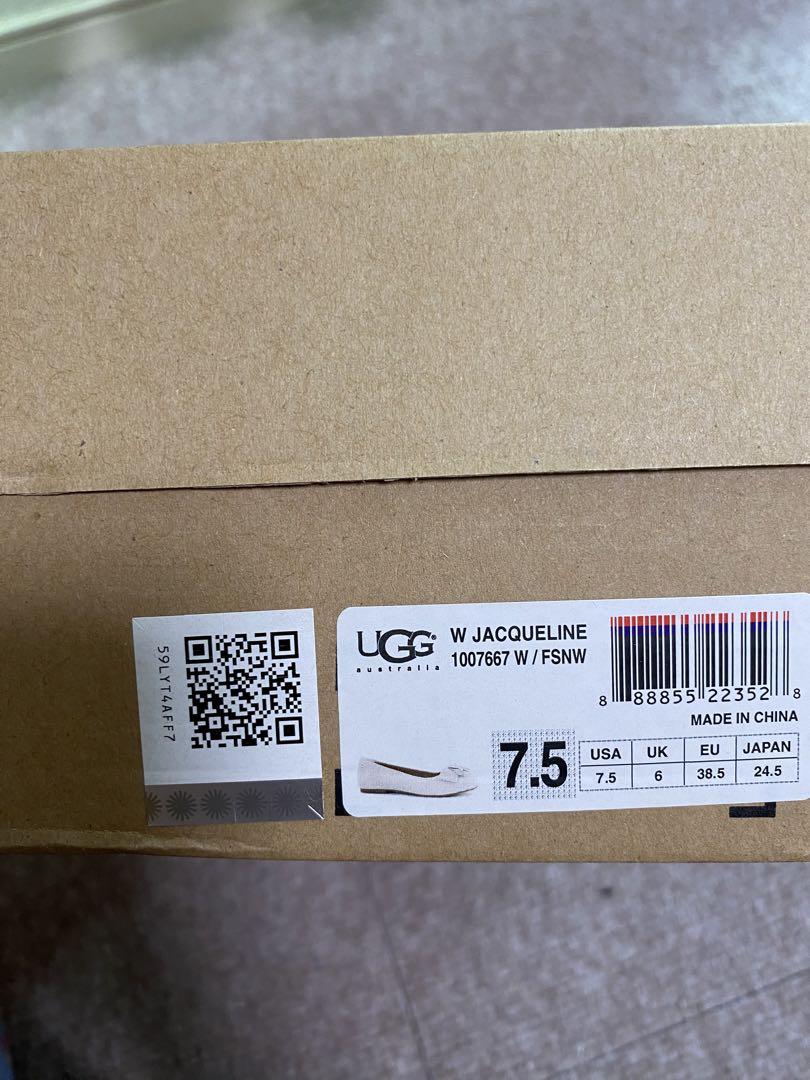 59LYT4AFF7
UGG®
australia
W JACQUELINE
1007667 W / FSNW
8 88855 22352 8
MADE IN CHINA
7.5
USA UK EU JAPAN
7.5 6 38.5 24.5